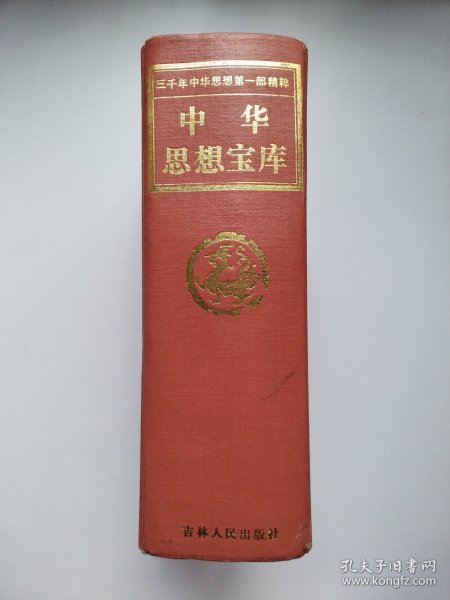 三千年中华思想第一部精粹
中华
思想宝库
吉林人民出版社
孔夫子旧书网
www.kongfz.com